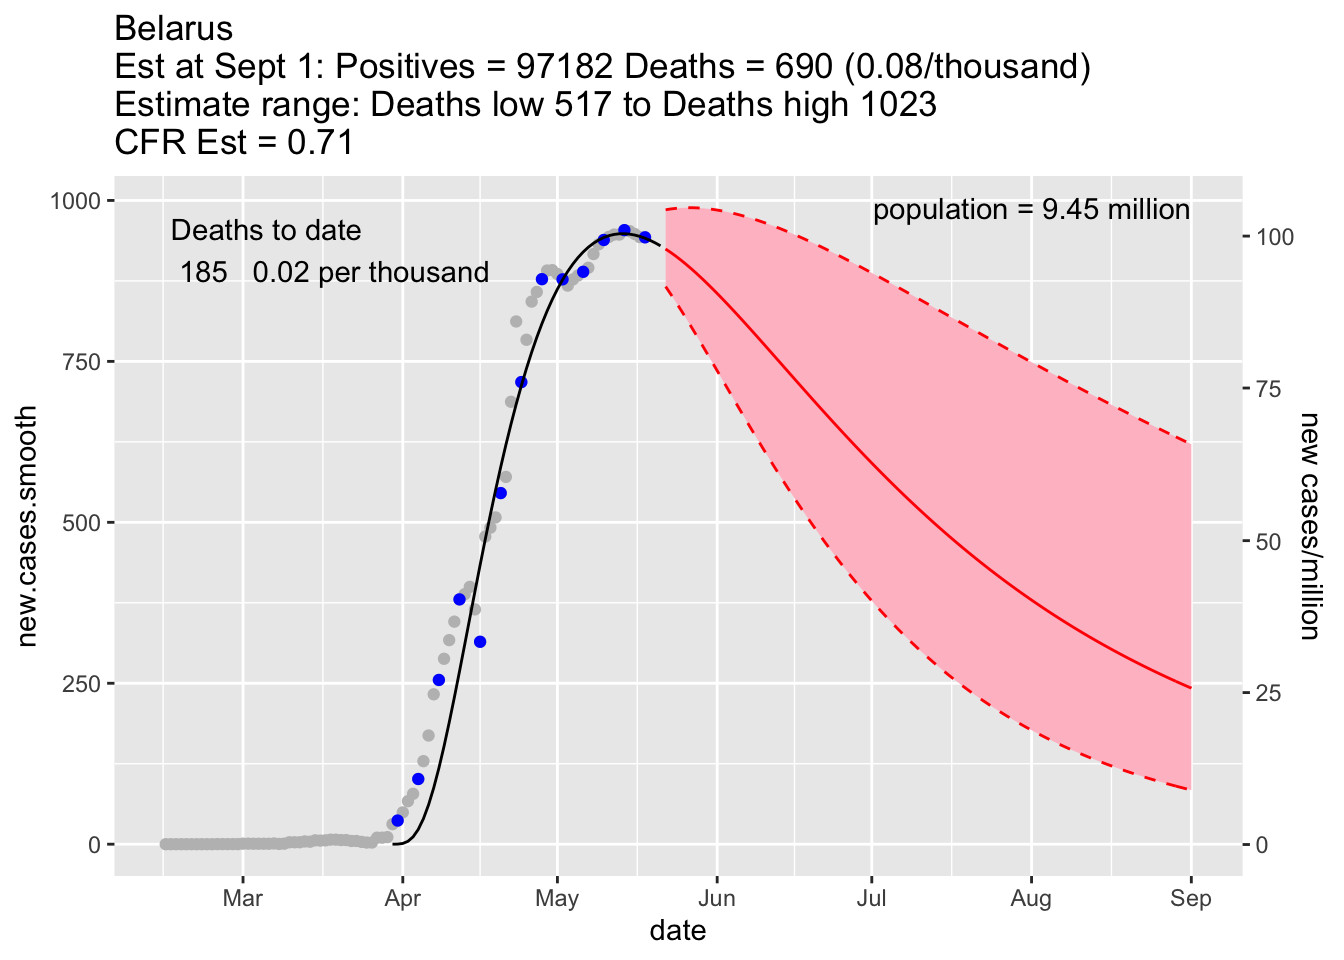 Belarus
Est at Sept 1: Positives = 97182 Deaths = 690 (0.08/thousand)
Estimate range: Deaths low 517 to Deaths high 1023
CFR Est = 0.71
Deaths to date
185 0.02 per thousand
population = 9.45 million
1000
750
500
250
0
new.cases.smooth
100
75
50
25
0
new cases/million
Mar
Apr
May
Jun
Jul
Aug
Sep
date